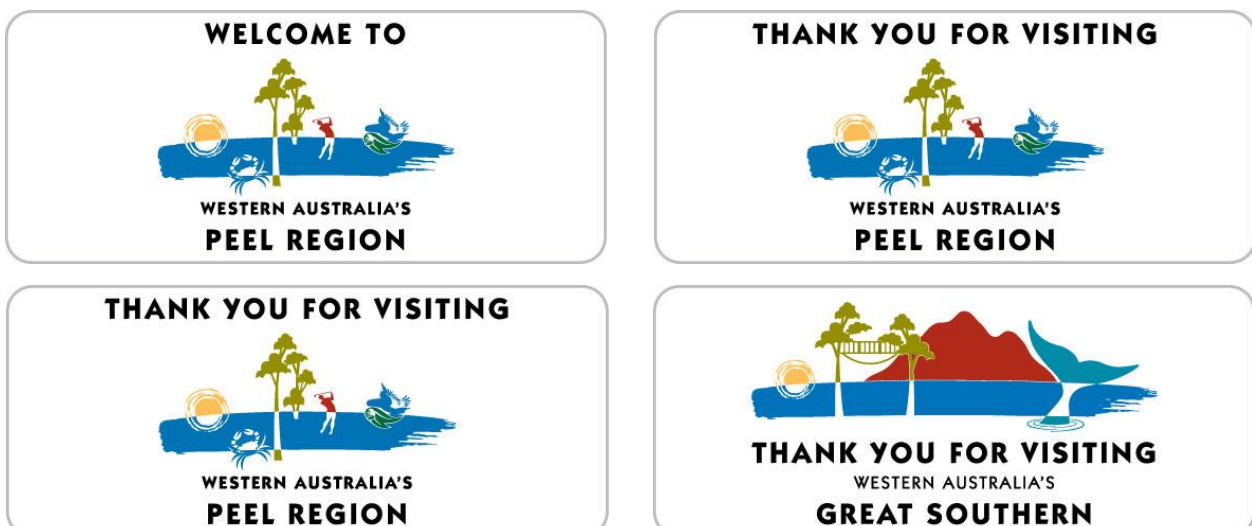 WELCOME TO
WESTERN AUSTRALIA'S
PEEL REGION
THANK YOU FOR VISITING
WESTERN AUSTRALIA'S
PEEL REGION
THANK YOU FOR VISITING
WESTERN AUSTRALIA'S
PEEL REGION
THANK YOU FOR VISITING
WESTERN AUSTRALIA'S
GREAT SOUTHERN